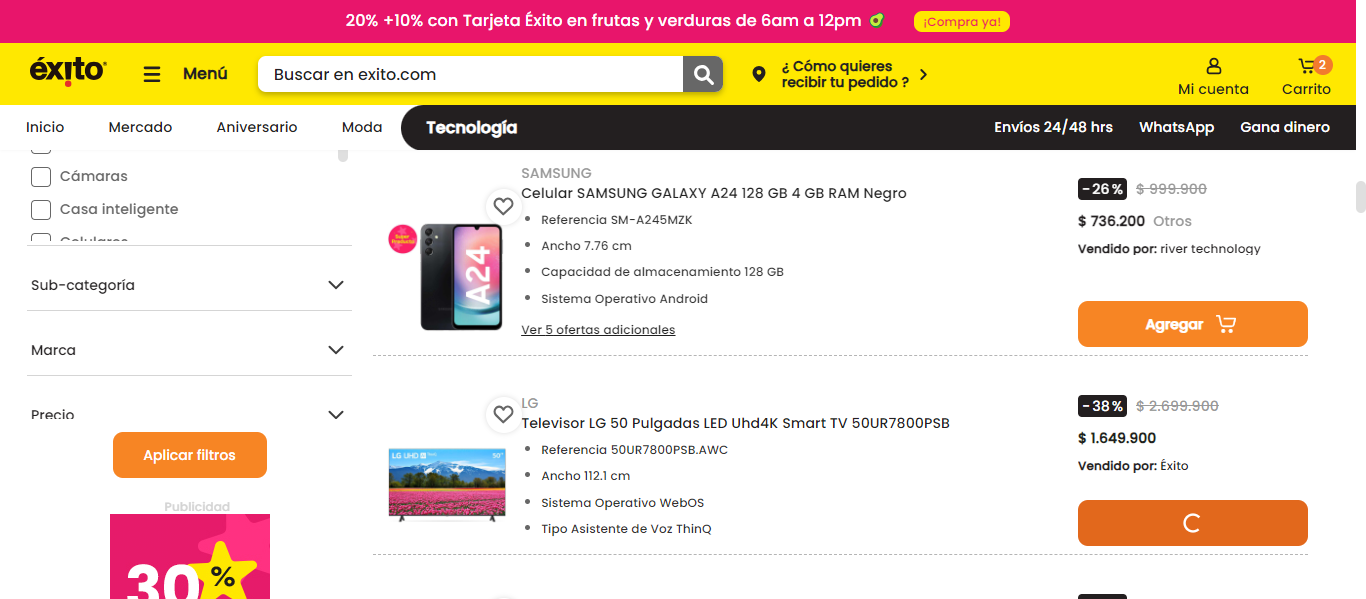 20% +10% con Tarjeta Éxito en frutas y verduras de 6am a 12pm
¡Compra ya!
éxito
Menú
Buscar en exito.com
¿ Cómo quieres
recibir tu pedido ?
Mi cuenta
2
Carrito
Inicio
Mercado
Aniversario
Moda
Tecnología
Envíos 24/48 hrs
WhatsApp
Gana dinero
Cámaras
Casa inteligente
Celulares
Sub-categoría
Marca
Precio
Aplicar filtros
Publicidad
30%
SAMSUNG
Celular SAMSUNG GALAXY A24 128 GB 4 GB RAM Negro
Referencia SM-A245MZK
Ancho 7.76 cm
Capacidad de almacenamiento 128 GB
Sistema Operativo Android
Ver 5 ofertas adicionales
Super Producto
A24
-26% $ 999.900
$ 736.200 Otros
Vendido por: river technology
Agregar
LG
Televisor LG 50 Pulgadas LED Uhd4K Smart TV 50UR7800PSB
Referencia 50UR7800PSB.AWC
Ancho 112.1 cm
Sistema Operativo WebOS
Tipo Asistente de Voz ThinQ
LG UHD
50"
-38% $ 2.699.900
$ 1.649.900
Vendido por: Éxito